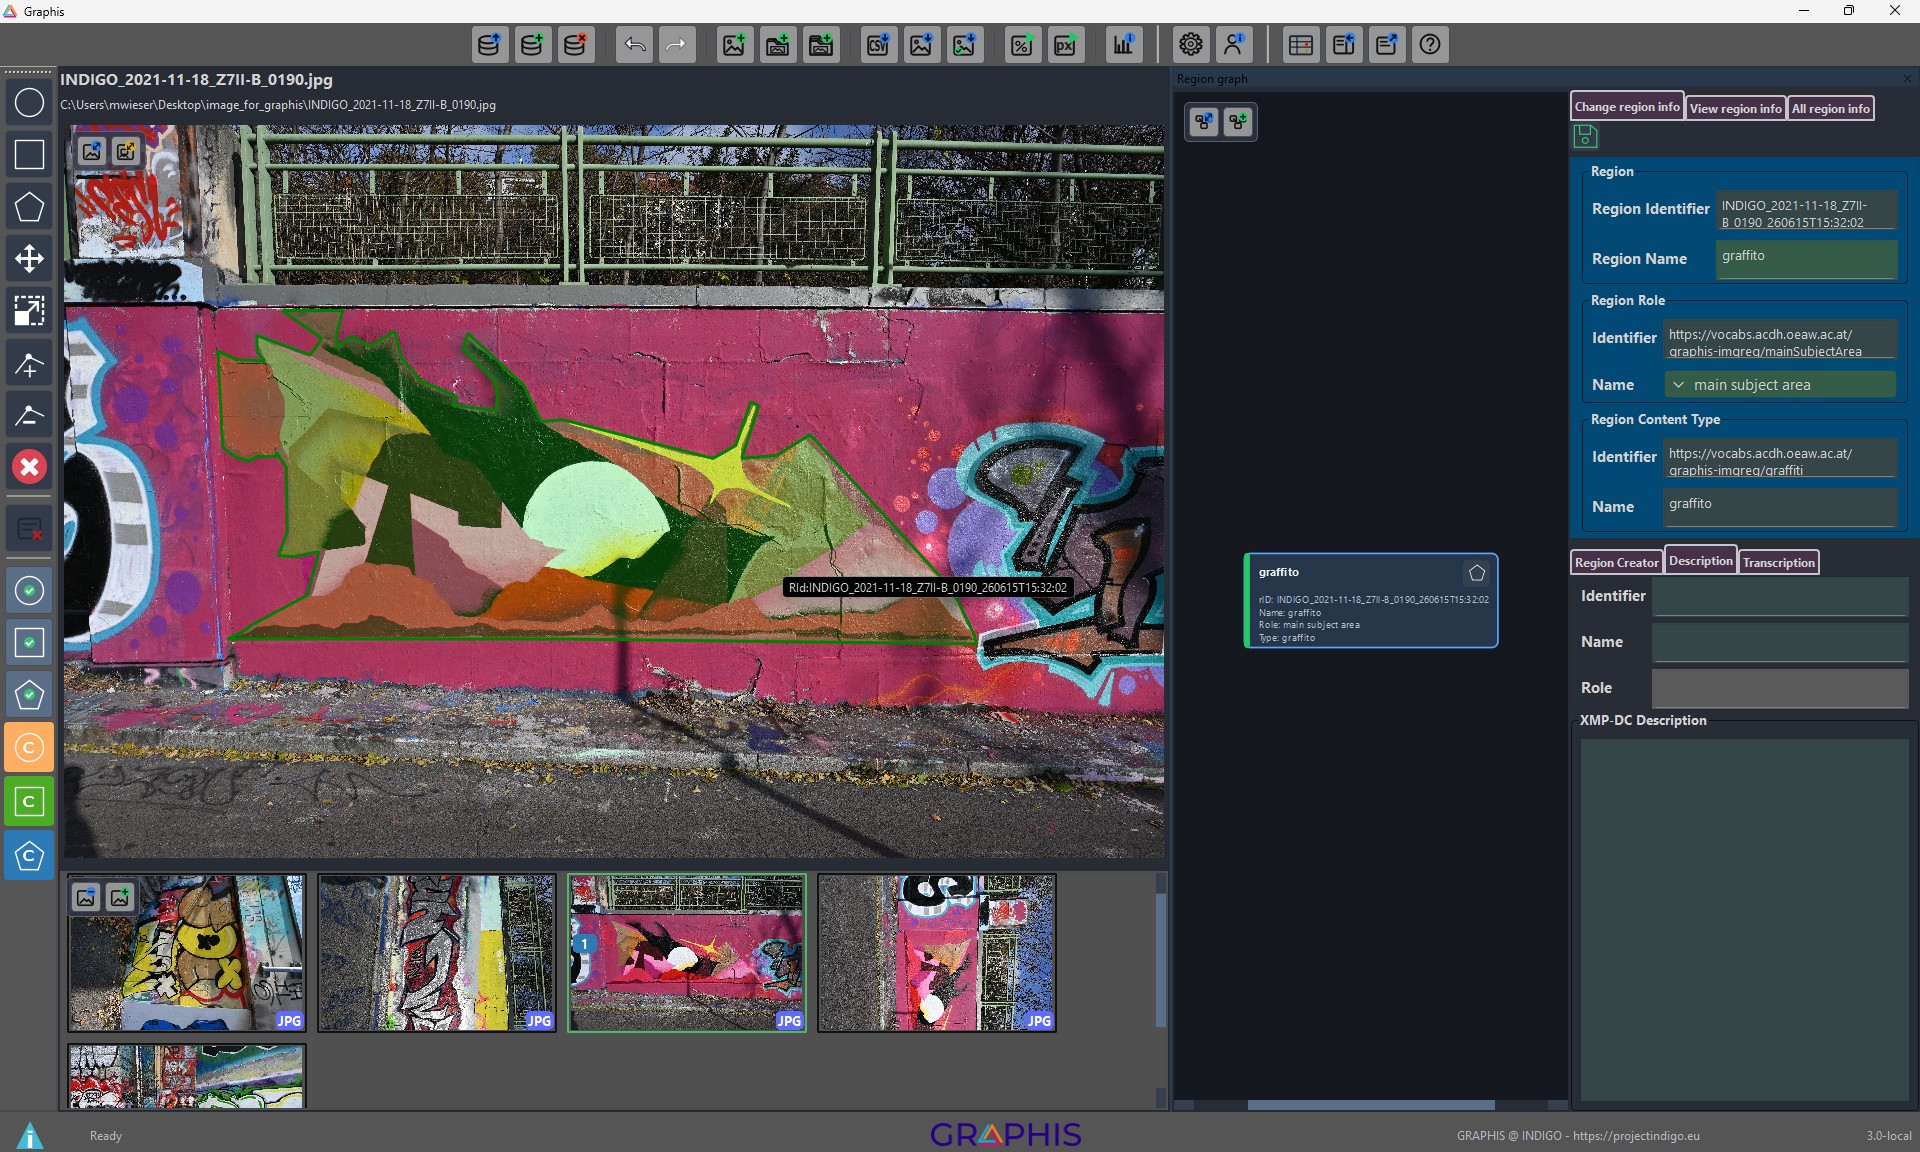 Graphis
CSV
%
px
INDIGO_2021-11-18_Z7II-B_0190.jpg
C:\Users\mwieser\Desktop\image_for_graphis\INDIGO_2021-11-18_Z7II-B_0190.jpg
RId:INDIGO_2021-11-18_Z7II-B_0190_260615T15:32:02
C
C
C
1
JPG
JPG
JPG
JPG
Region graph
graffito
rID: INDIGO_2021-11-18_Z7II-B_0190_260615T15:32:02
Name: graffito
Role: main subject area
Type: graffito
Change region info
View region info
All region info
Region
Region Identifier
INDIGO_2021-11-18_Z7II-
B_0190_260615T15:32:02
Region Name
graffito
Region Role
Identifier
https://vocabs.acdh.oeaw.ac.at/
graphis-imgreg/mainSubjectArea
Name
main subject area
Region Content Type
Identifier
https://vocabs.acdh.oeaw.ac.at/
graphis-imgreg/graffiti
Name
graffito
Region Creator
Description
Transcription
Identifier
Name
Role
XMP-DC Description
Ready
GRAPHIS
GRAPHIS @ INDIGO - https://projectindigo.eu
3.0-local